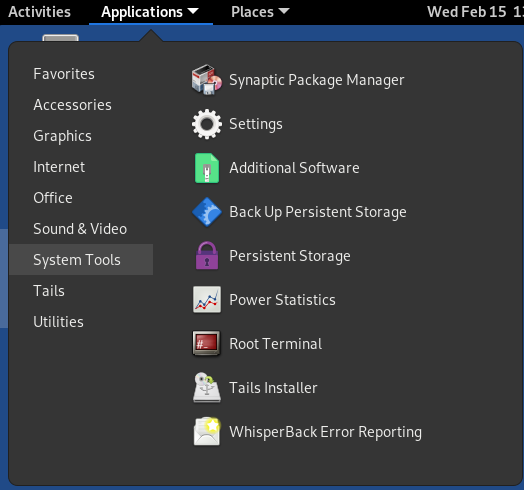 Activities Applications Places Wed Feb 15
Favorites
Accessories
Graphics
Internet
Office
Sound & Video
System Tools
Tails
Utilities
Synaptic Package Manager
Settings
Additional Software
Back Up Persistent Storage
Persistent Storage
Power Statistics
#_
Root Terminal
Tails Installer
WhisperBack Error Reporting